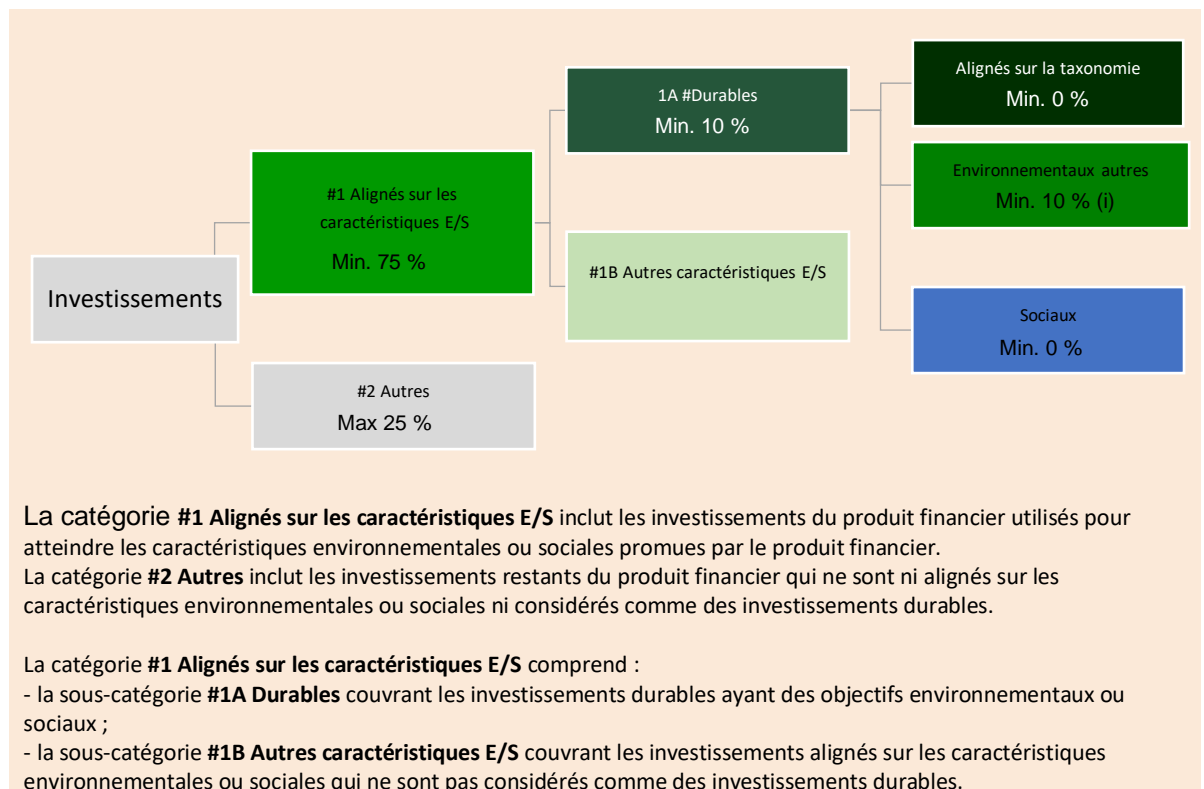 Alignés sur la taxonomie
Min. 0 %
1A #Durables
Min. 10 %
Environnementaux autres
Min. 10 % (i)
#1 Alignés sur les
caractéristiques E/S
Min. 75 %
#1B Autres caractéristiques E/S
Investissements
Sociaux
Min. 0 %
#2 Autres
Max 25 %
La catégorie #1 Alignés sur les caractéristiques E/S inclut les investissements du produit financier utilisés pour
atteindre les caractéristiques environnementales ou sociales promues par le produit financier.
La catégorie #2 Autres inclut les investissements restants du produit financier qui ne sont ni alignés sur les
caractéristiques environnementales ou sociales ni considérés comme des investissements durables.
La catégorie #1 Alignés sur les caractéristiques E/S comprend :
- la sous-catégorie #1A Durables couvrant les investissements durables ayant des objectifs environnementaux ou
sociaux ;
- la sous-catégorie #1B Autres caractéristiques E/S couvrant les investissements alignés sur les caractéristiques
environnementales ou sociales qui ne sont pas considérés comme des investissements durables.